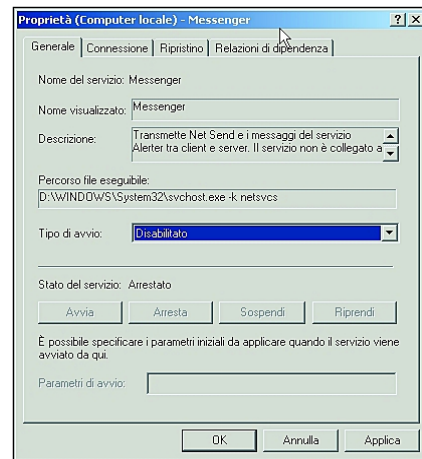 Proprietà (Computer locale) - Messenger
Generale Connessione Ripristino Relazioni di dipendenza
Nome del servizio: Messenger
Nome visualizzato: Messenger
Descrizione: Transmette Net Send e i messaggi del servizio
Alerter tra client e server. Il servizio non è collegato a
Percorso file eseguibile:
D:\WINDOWS\System32\svchost.exe -k netsvcs
Tipo di avvio: Disabilitato
Stato del servizio: Arrestato
Avvia Arresta Sospendi Riprendi
È possibile specificare i parametri iniziali da applicare quando il servizio viene
avviato da qui.
Parametri di avvio:
OK Annulla Applica